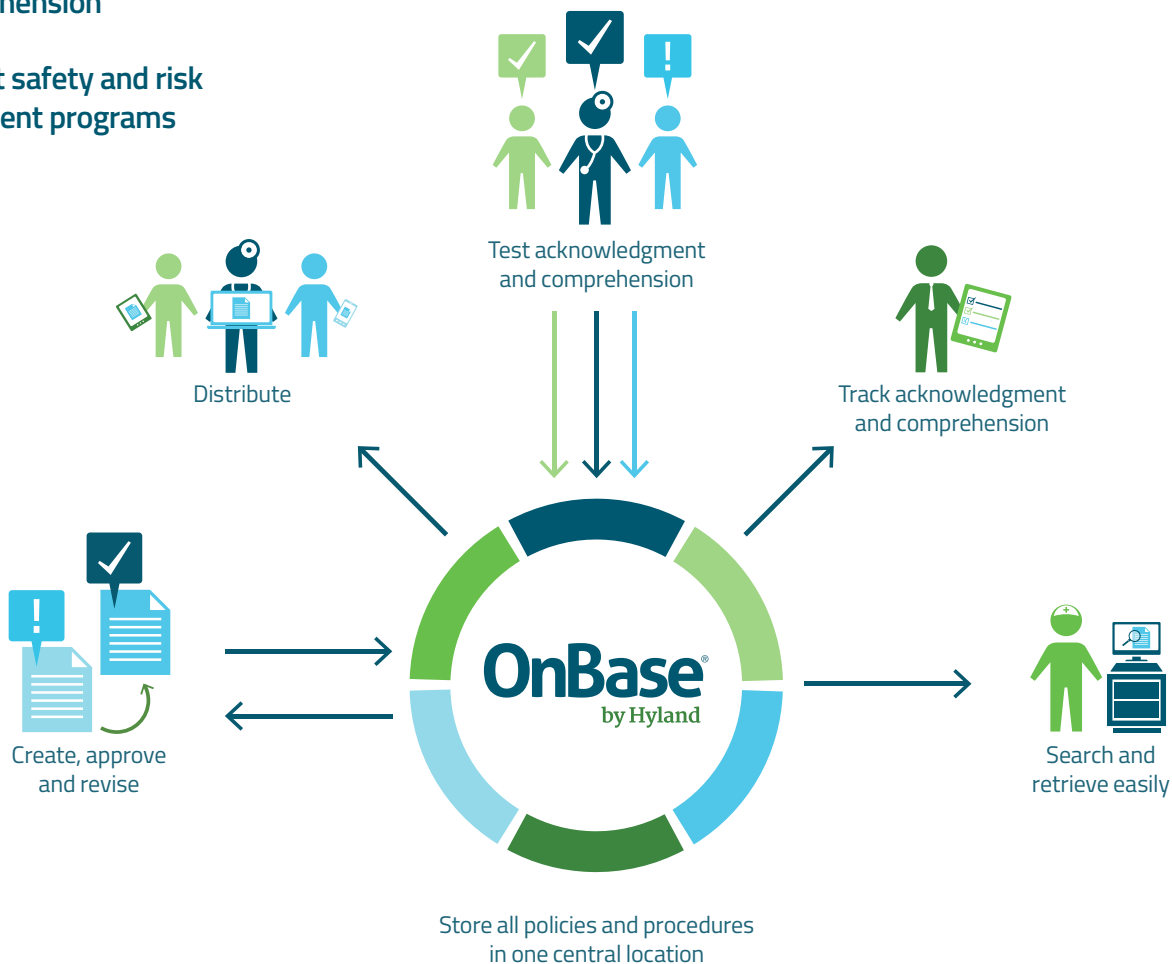 t safety and risk
ent programs
Test acknowledgment
and comprehension
Distribute
Track acknowledgment
and comprehension
OnBase®
by Hyland
Create, approve
and revise
Search and
retrieve easily
Store all policies and procedures
in one central location